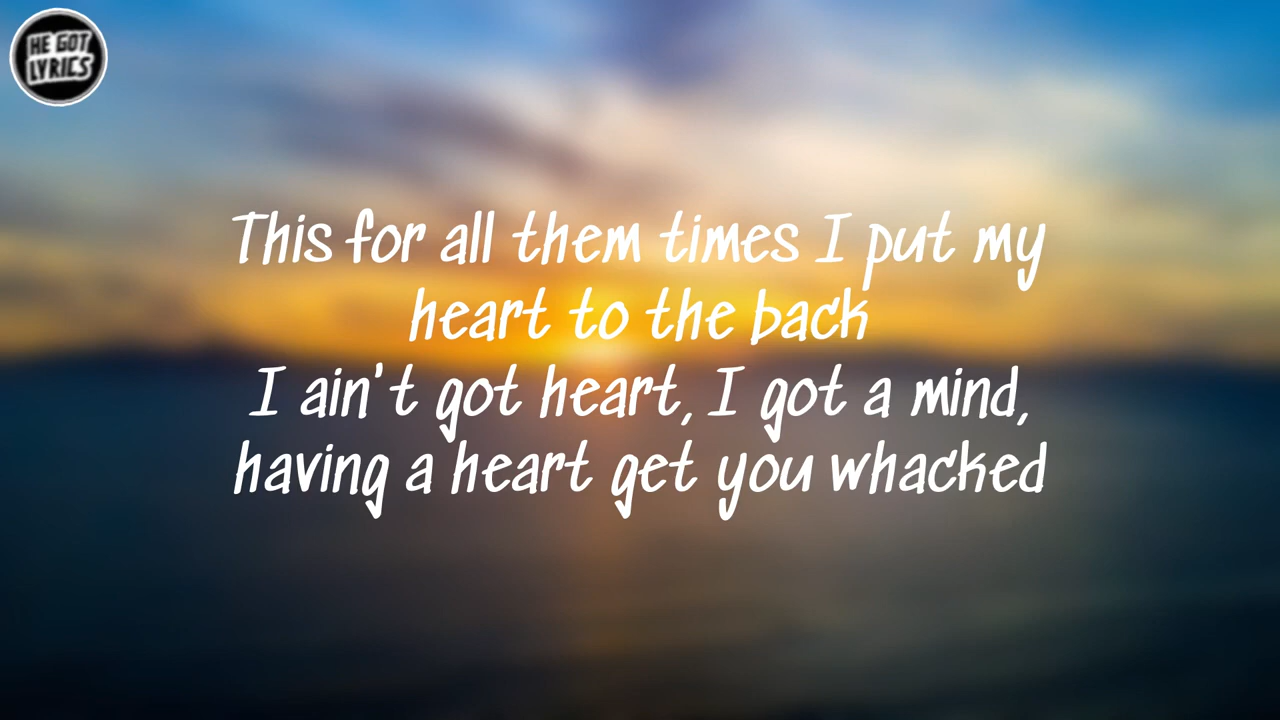 HE GOT
LYRICS
This for all them times I put my
heart to the back
I ain't got heart, I got a mind,
having a heart get you whacked